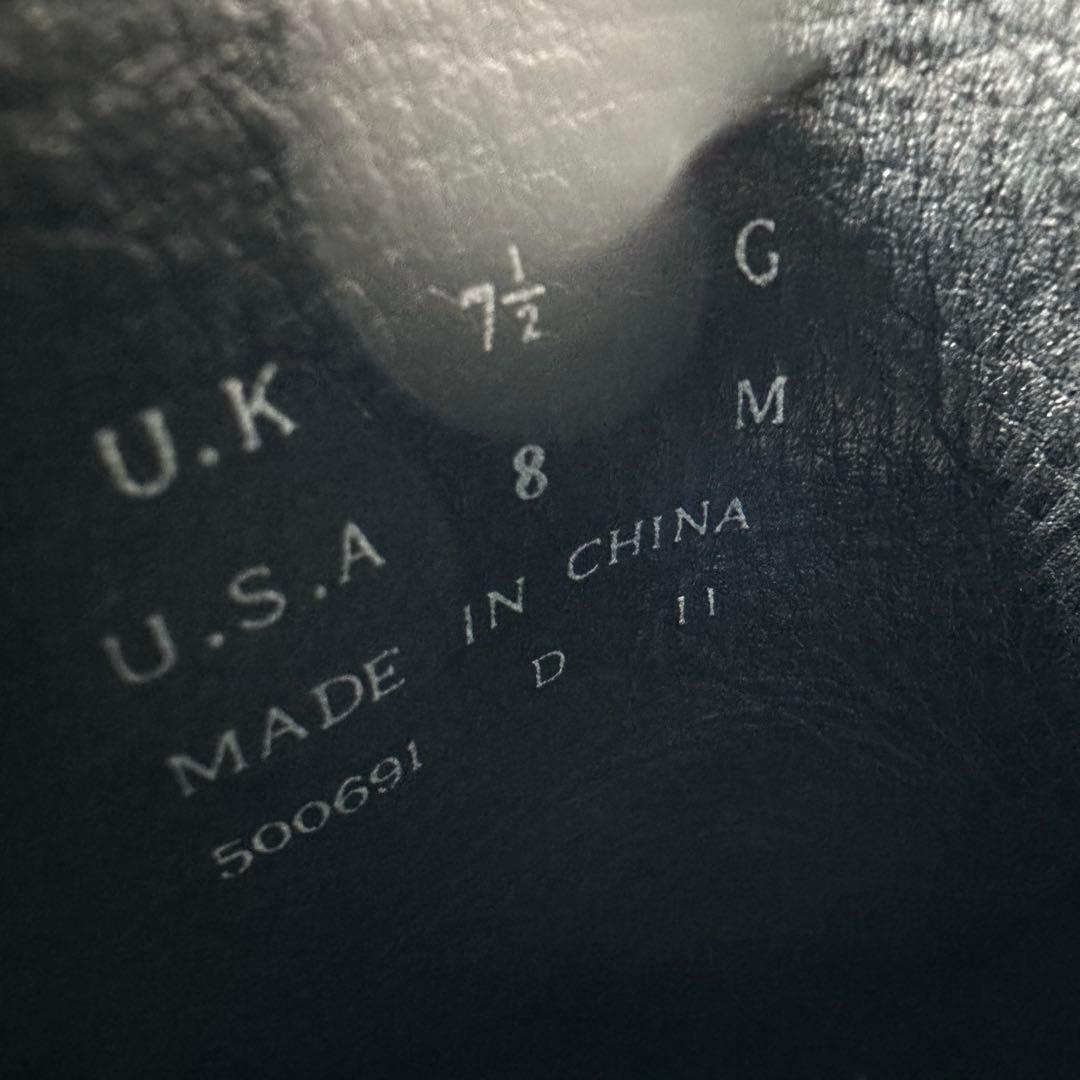 U.K 7½ G
U.S.A 8 M
MADE IN CHINA
500691 D 11